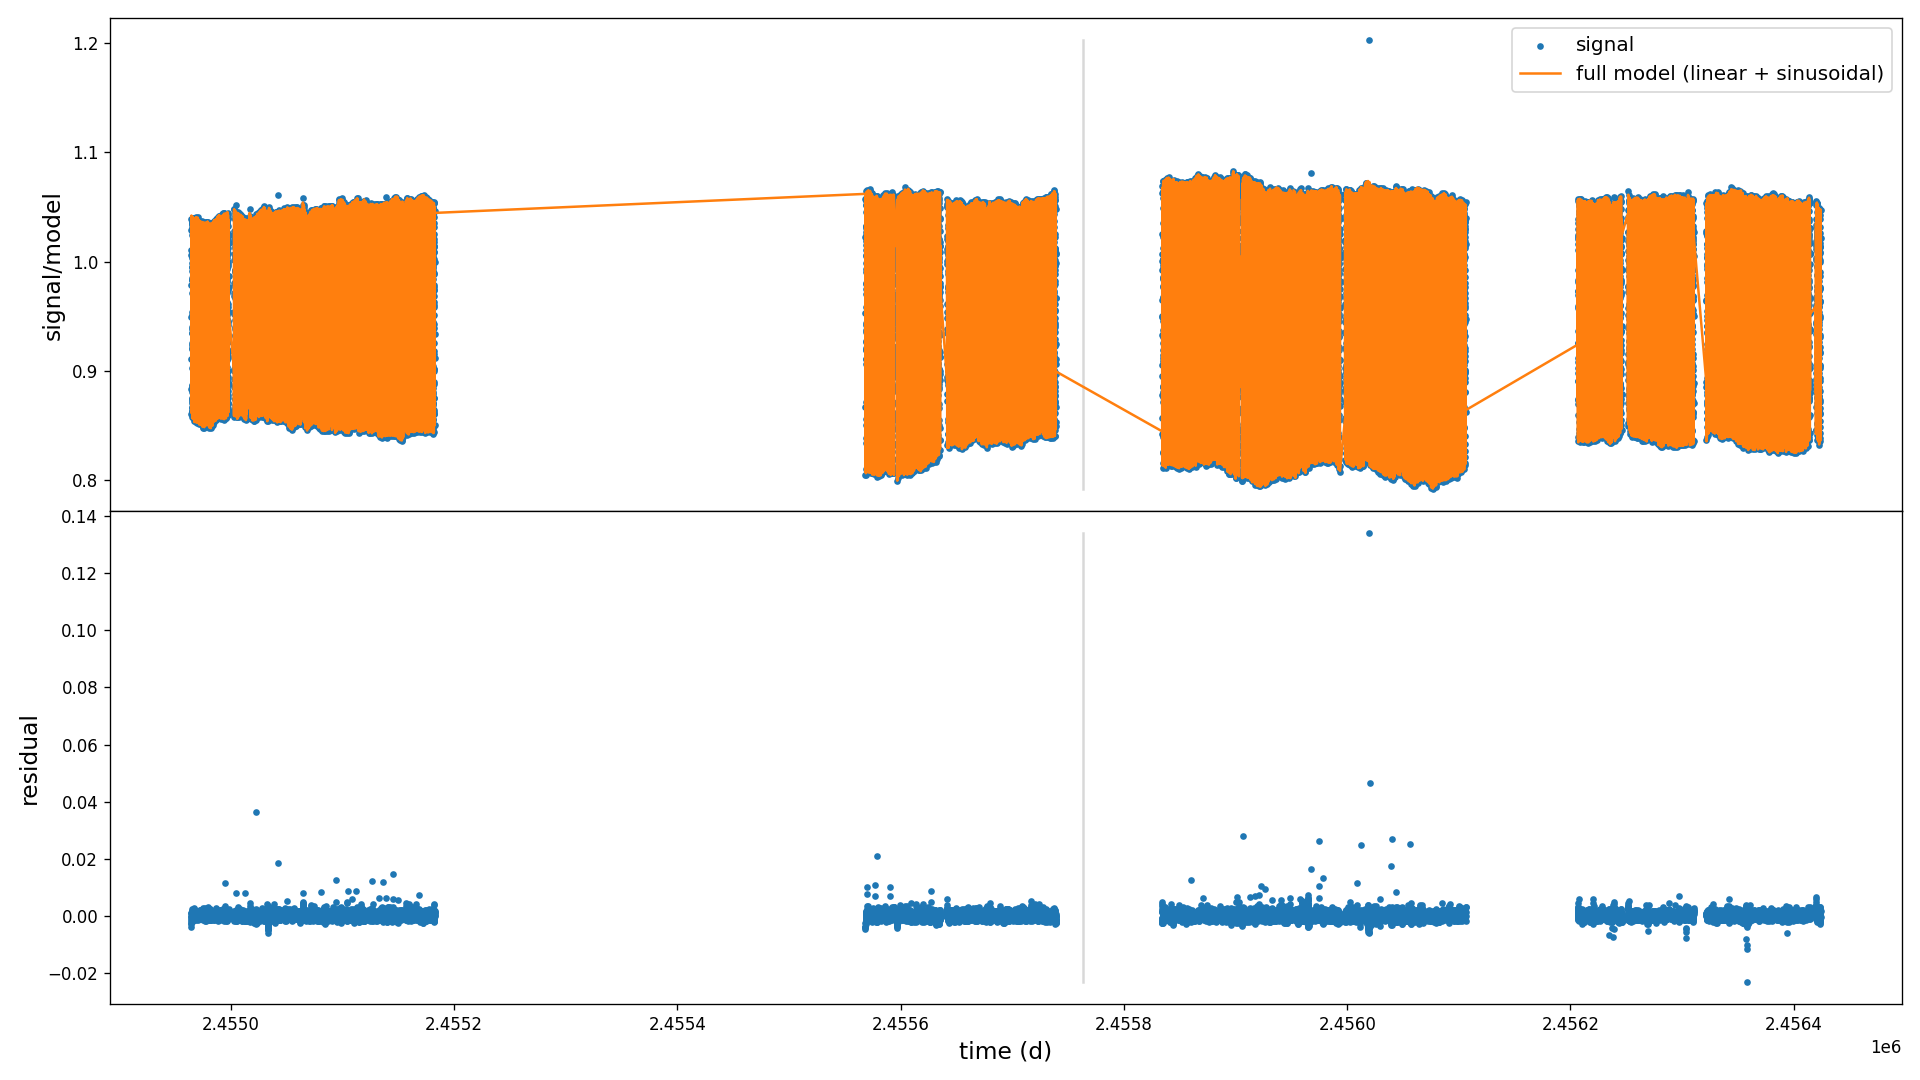 1.2
signal
full model (linear + sinusoidal)
1.1
1.0
0.9
0.8
signal/model
0.14
0.12
0.10
0.08
0.06
0.04
0.02
0.00
−0.02
residual
2.4550 2.4552 2.4554 2.4556 2.4558 2.4560 2.4562 2.4564
1e6
time (d)